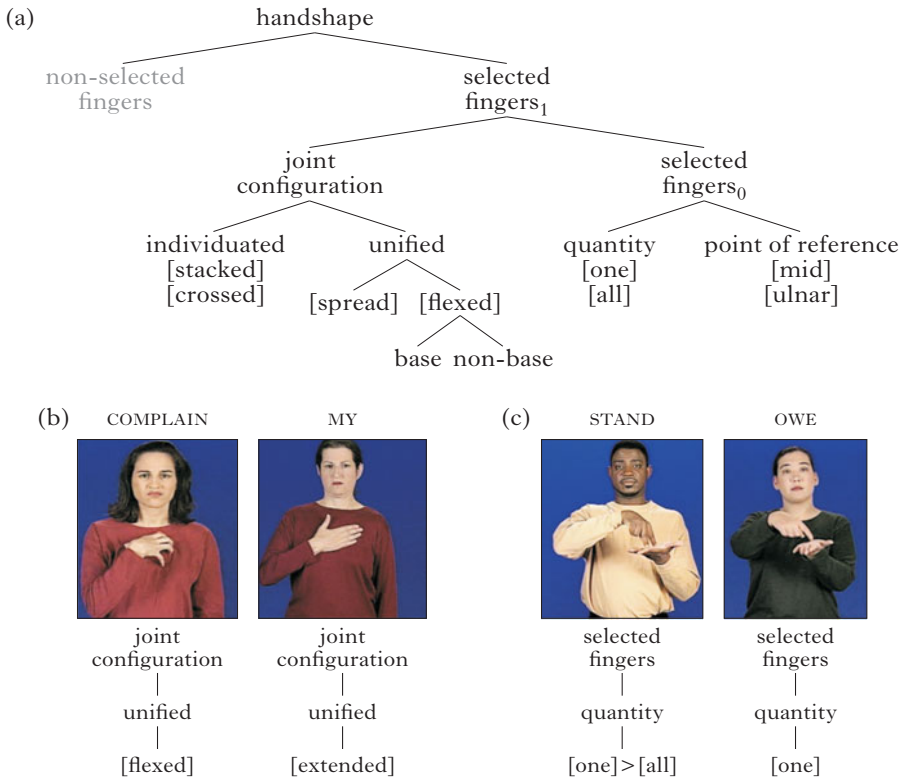 (a)
handshape
non-selected
fingers
selected
fingers₁
joint
configuration
selected
fingers₀
individuated
[stacked]
[crossed]
unified
quantity
[one]
[all]
point of reference
[mid]
[ulnar]
[spread] [flexed]
base non-base
(b) COMPLAIN MY
(c) STAND OWE
joint
configuration
unified
[flexed]
joint
configuration
unified
[extended]
selected
fingers
quantity
[one]>[all]
selected
fingers
quantity
[one]